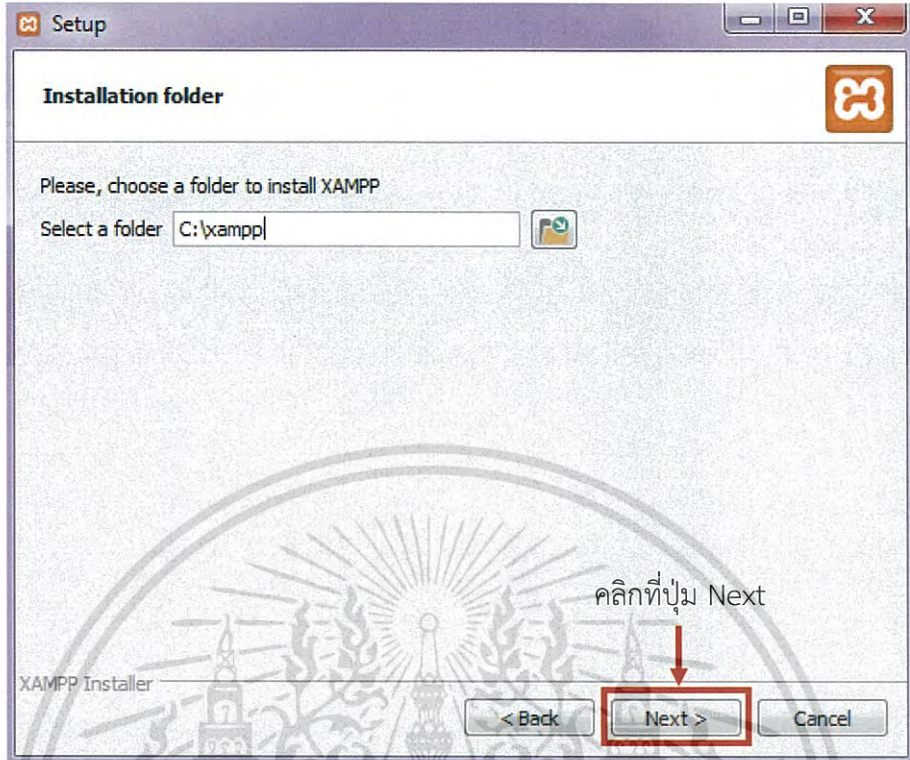 Setup
Installation folder
Please, choose a folder to install XAMPP
Select a folder C:\xampp
คลิกที่ปุ่ม Next
XAMPP Installer
< Back Next > Cancel